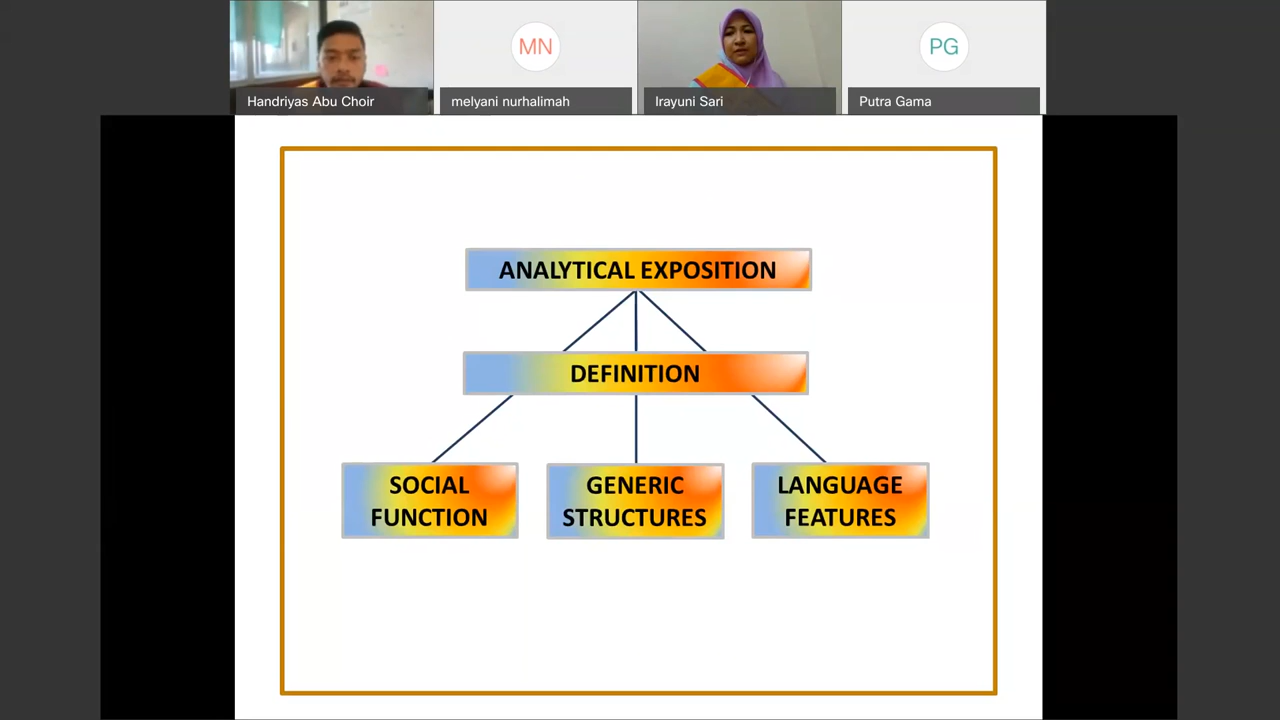 MN
PG
Handriyas Abu Choir
melyani nurhalimah
Irayuni Sari
Putra Gama
ANALYTICAL EXPOSITION
DEFINITION
SOCIAL
FUNCTION
GENERIC
STRUCTURES
LANGUAGE
FEATURES